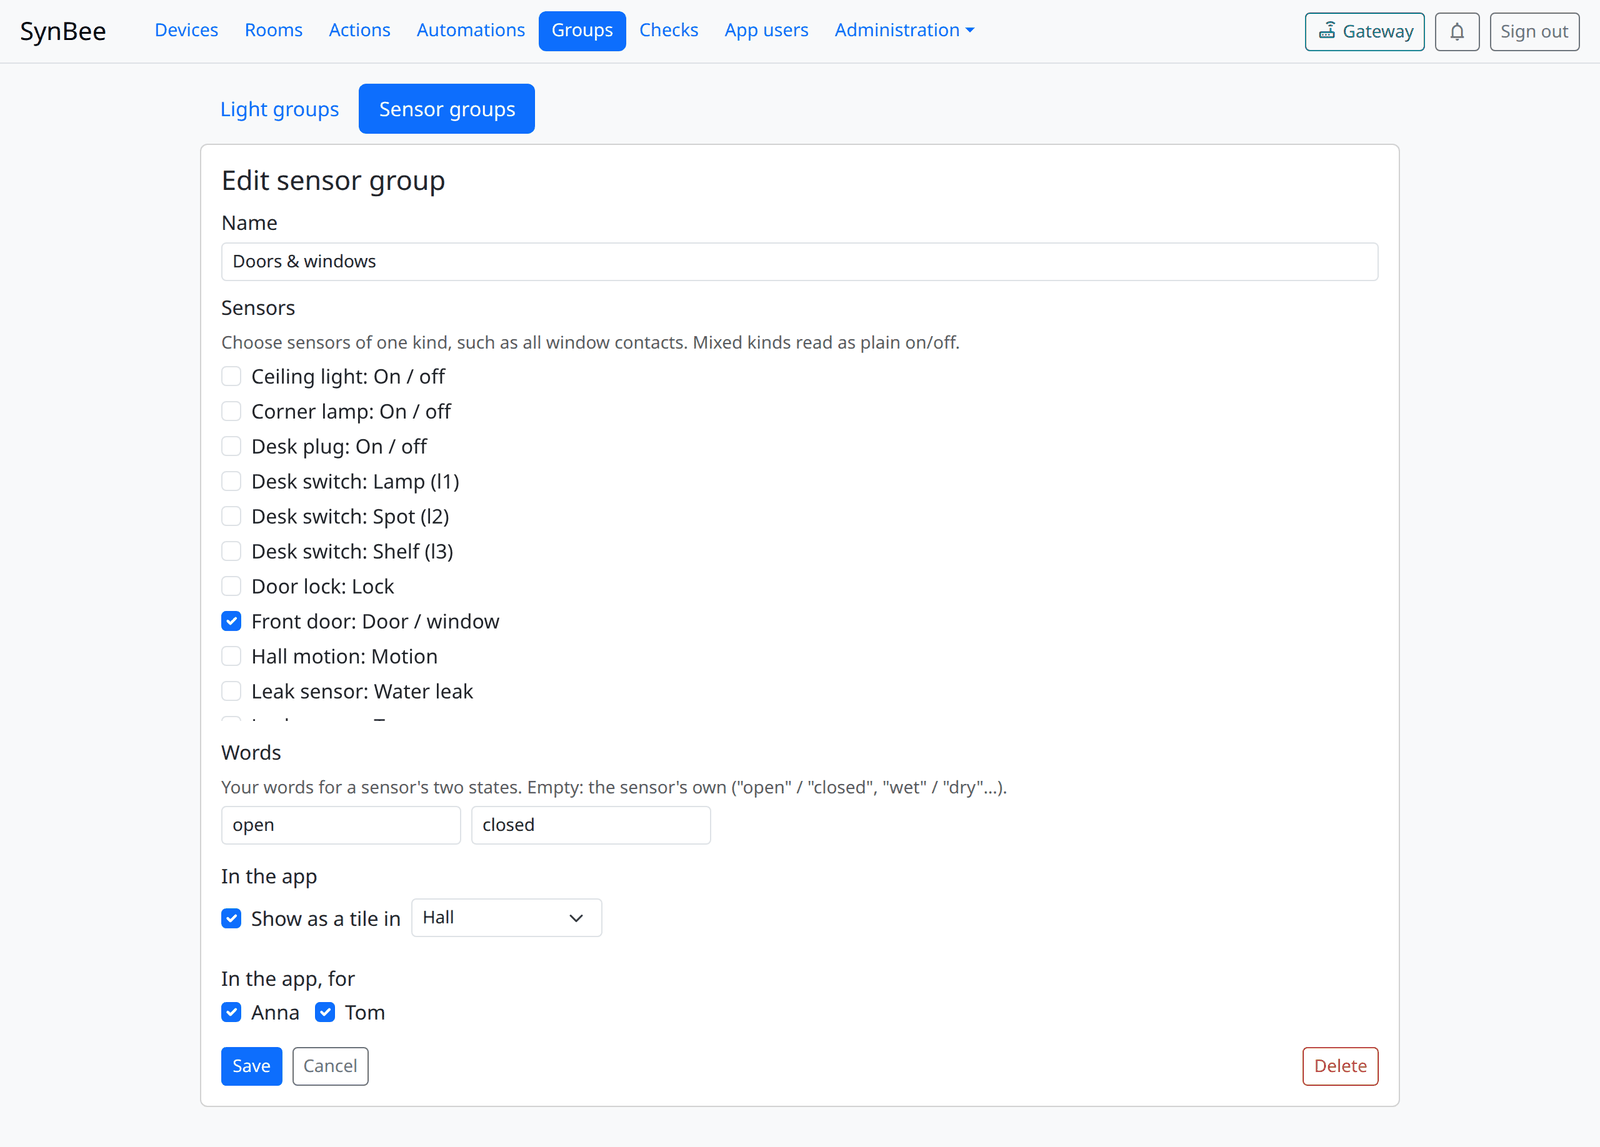 SynBee
Devices
Rooms
Actions
Automations
Groups
Checks
App users
Administration
Gateway
Sign out
Light groups
Sensor groups
Edit sensor group
Name
Doors & windows
Sensors
Choose sensors of one kind, such as all window contacts. Mixed kinds read as plain on/off.
Ceiling light: On / off
Corner lamp: On / off
Desk plug: On / off
Desk switch: Lamp (l1)
Desk switch: Spot (l2)
Desk switch: Shelf (l3)
Door lock: Lock
Front door: Door / window
Hall motion: Motion
Leak sensor: Water leak
Words
Your words for a sensor's two states. Empty: the sensor's own ("open" / "closed", "wet" / "dry"...).
open
closed
In the app
Show as a tile in
Hall
In the app, for
Anna
Tom
Save
Cancel
Delete